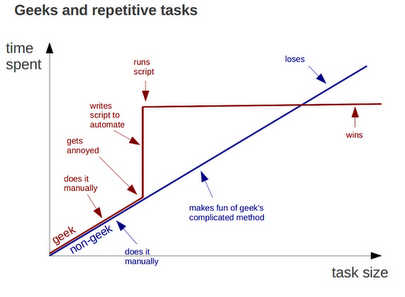 Geeks and repetitive tasks
time
spent
runs
script
loses
writes
script to
automate
gets
annoyed
wins
does it
manually
makes fun of geek's
complicated method
geek
non-geek
does it
manually
task size